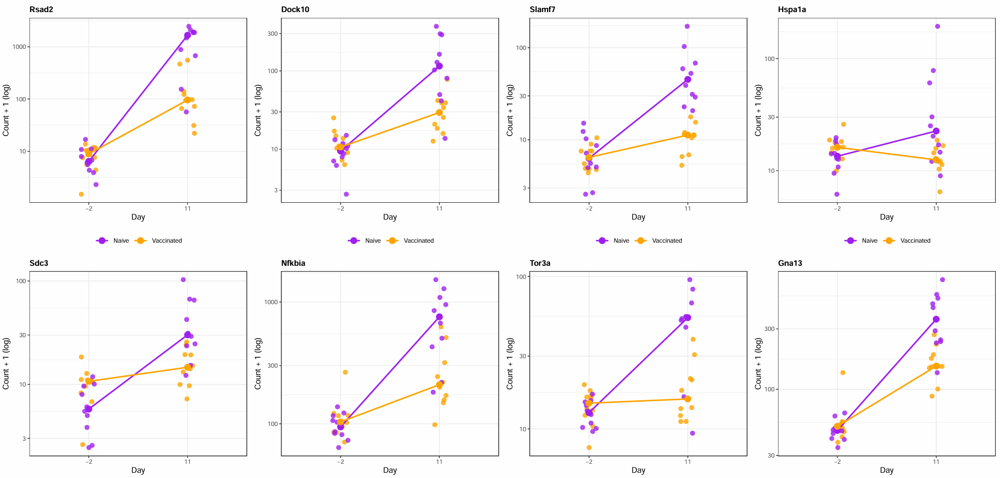 Rsad2
Dock10
Slamf7
Hspa1a
Count + 1 (log)
1000
100
10
−2
11
Day
Count + 1 (log)
300
100
30
10
3
−2
11
Day
Count + 1 (log)
100
30
10
3
−2
11
Day
Count + 1 (log)
100
30
10
−2
11
Day
Naive Vaccinated
Naive Vaccinated
Naive Vaccinated
Naive Vaccinated
Sdc3
Nfkbia
Tor3a
Gna13
Count + 1 (log)
100
30
10
3
−2
11
Day
Count + 1 (log)
1000
300
100
−2
11
Day
Count + 1 (log)
100
30
10
−2
11
Day
Count + 1 (log)
300
100
30
−2
11
Day